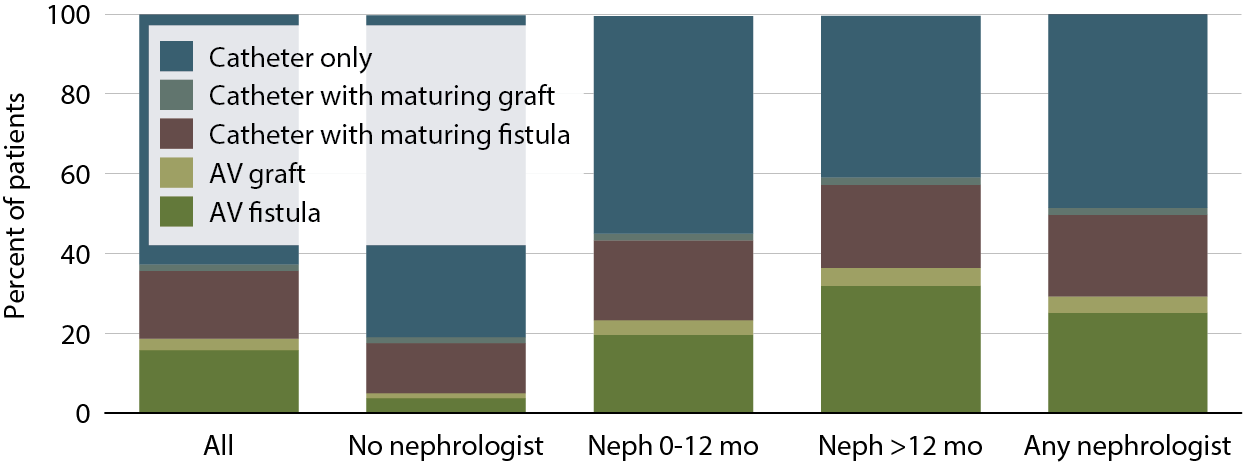 Percent of patients
100
80
60
40
20
0
Catheter only
Catheter with maturing graft
Catheter with maturing fistula
AV graft
AV fistula
All
No nephrologist
Neph 0-12 mo
Neph >12 mo
Any nephrologist